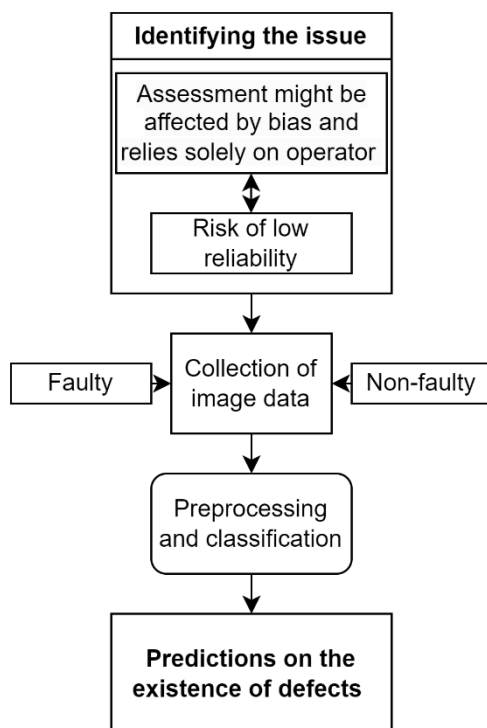 Identifying the issue
Assessment might be
affected by bias and
relies solely on operator
Risk of low
reliability
Faulty
Collection of
image data
Non-faulty
Preprocessing
and classification
Predictions on the
existence of defects